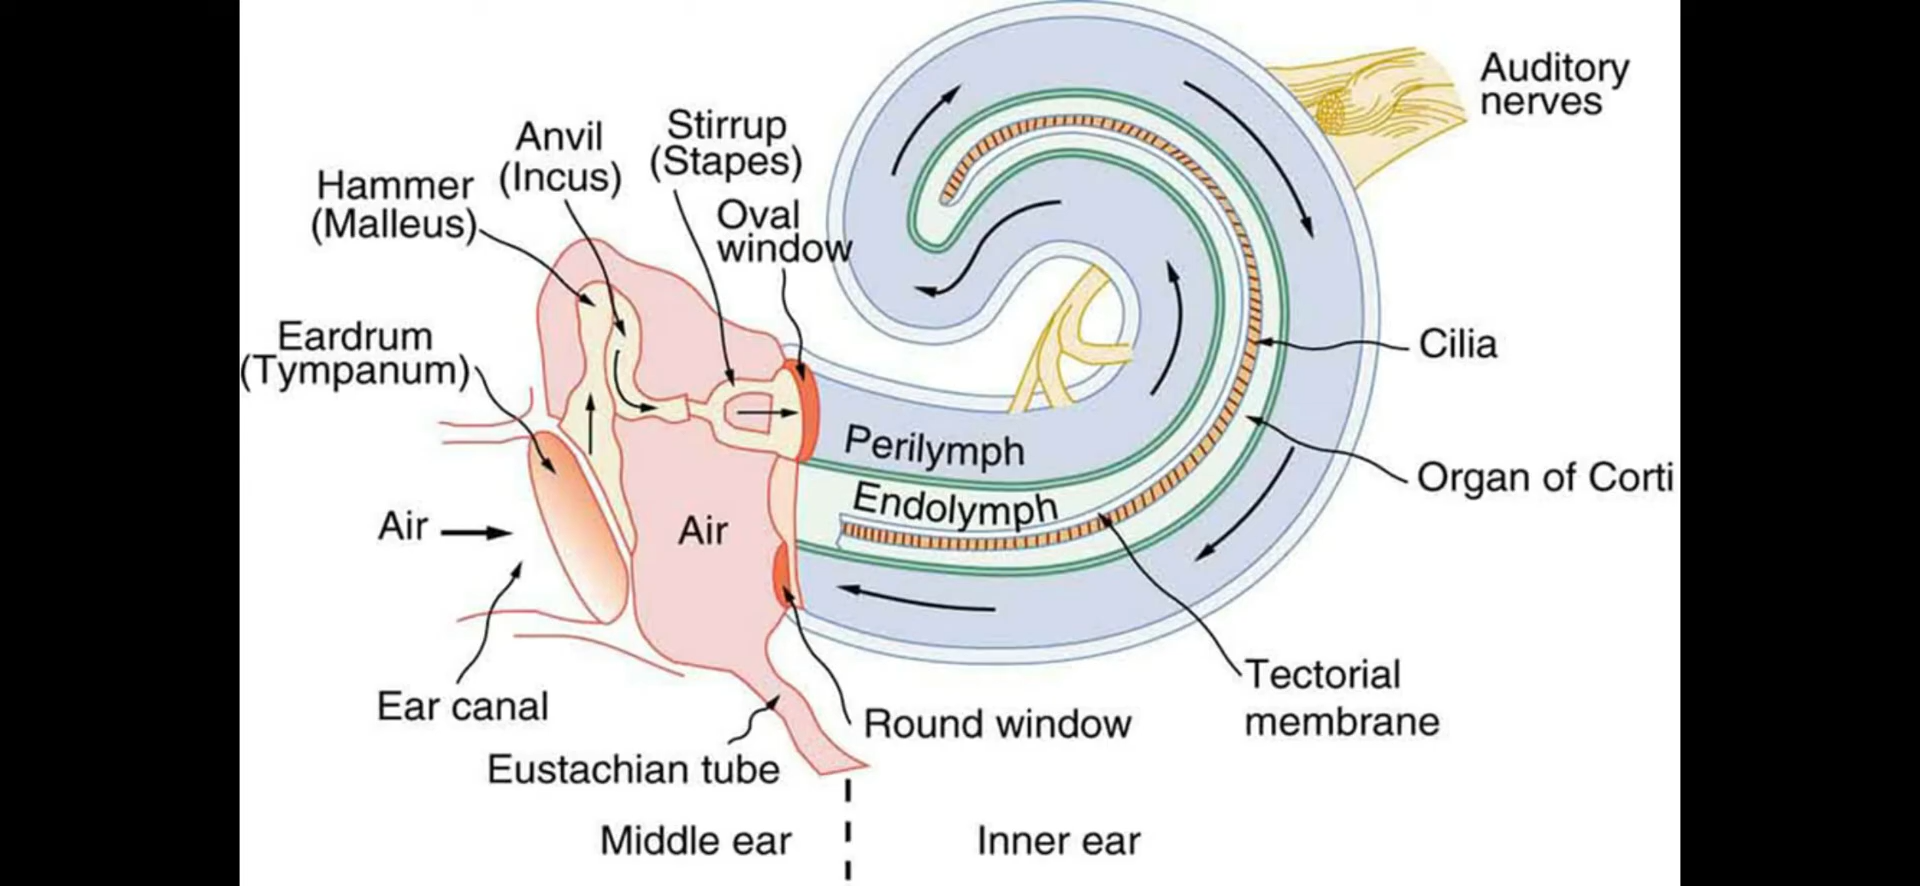 Auditory
nerves
Stirrup
(Stapes)
Anvil
(Incus)
Hammer
(Malleus)
Oval
window
Eardrum
(Tympanum)
Cilia
Perilymph
Organ of Corti
Endolymph
Air
Air
Tectorial
membrane
Ear canal
Round window
Eustachian tube
Middle ear
Inner ear